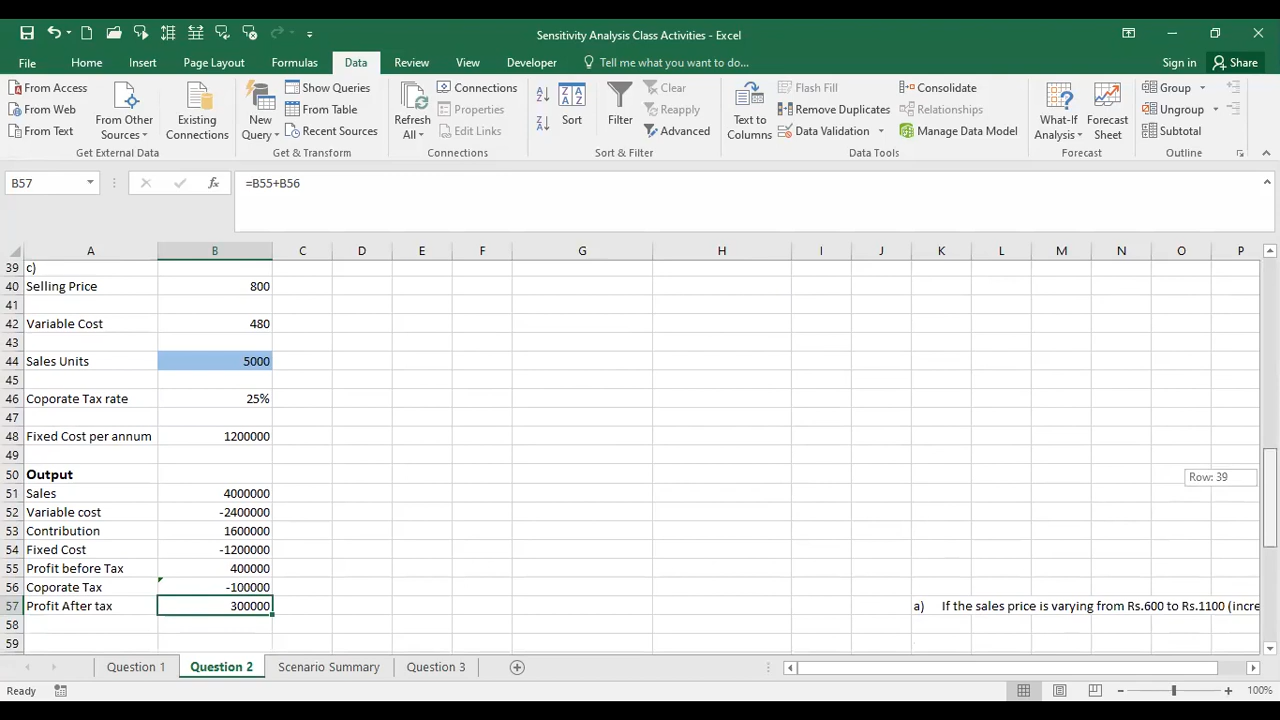 Sensitivity Analysis Class Activities - Excel
File Home Insert Page Layout Formulas Data Review View Developer Tell me what you want to do... Sign in Share
From Access
From Web
From Text
From Other Sources
Existing Connections
Get External Data
New Query
Show Queries
From Table
Recent Sources
Get & Transform
Refresh All
Connections
Properties
Edit Links
Connections
Sort
Filter
Clear
Reapply
Advanced
Sort & Filter
Text to Columns
Flash Fill
Remove Duplicates
Data Validation
Consolidate
Relationships
Manage Data Model
Data Tools
What-If Analysis
Forecast Sheet
Forecast
Group
Ungroup
Subtotal
Outline
B57 fx =B55+B56
A B C D E F G H I J K L M N O P
39 c)
40 Selling Price 800
41
42 Variable Cost 480
43
44 Sales Units 5000
45
46 Coporate Tax rate 25%
47
48 Fixed Cost per annum 1200000
49
50 Output
Row: 39
51 Sales 4000000
52 Variable cost -2400000
53 Contribution 1600000
54 Fixed Cost -1200000
55 Profit before Tax 400000
56 Coporate Tax -100000
57 Profit After tax 300000 a) If the sales price is varying from Rs.600 to Rs.1100 (incre
58
59
Question 1 Question 2 Scenario Summary Question 3
Ready 100%